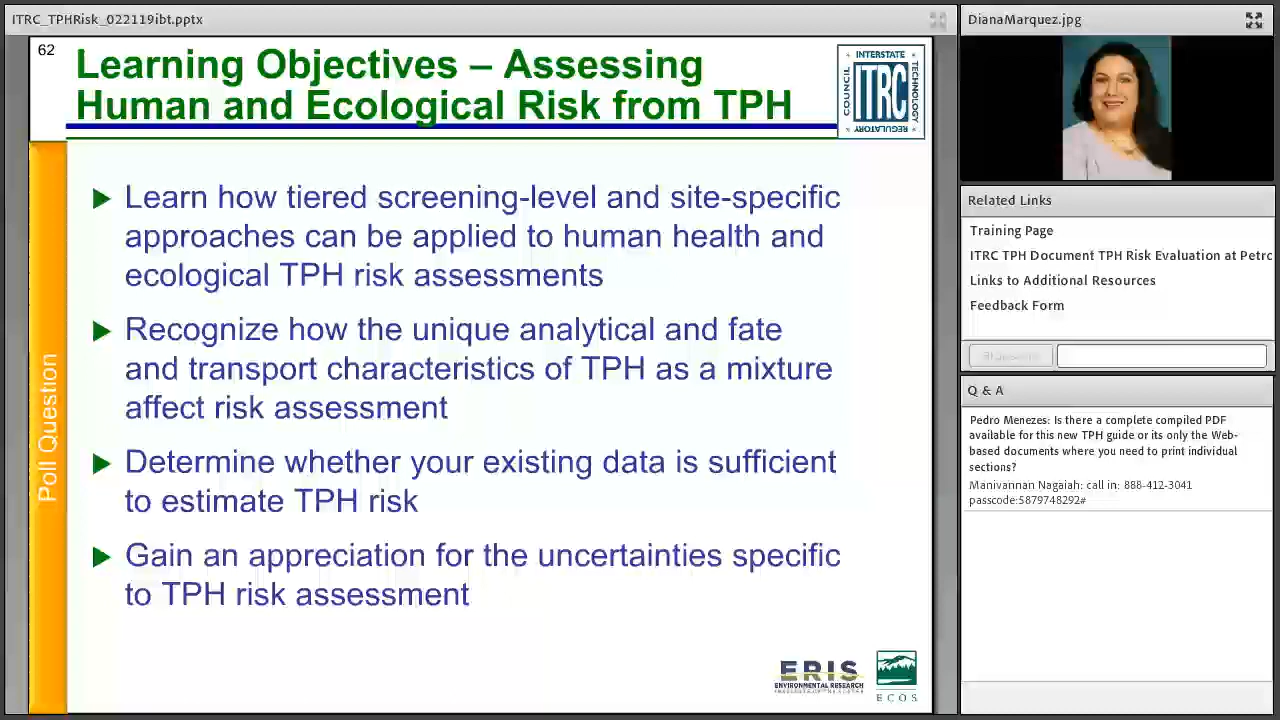 ITRC_TPHRisk_022119ibt.pptx
62
Learning Objectives – Assessing
Human and Ecological Risk from TPH
INTERSTATE
COUNCIL
ITRC
TECHNOLOGY
REGULATORY
Learn how tiered screening-level and site-specific
approaches can be applied to human health and
ecological TPH risk assessments
Recognize how the unique analytical and fate
and transport characteristics of TPH as a mixture
affect risk assessment
Determine whether your existing data is sufficient
to estimate TPH risk
Gain an appreciation for the uncertainties specific
to TPH risk assessment
Poll Question
ERIS
ENVIRONMENTAL RESEARCH
ECOS
DianaMarquez.jpg
Related Links
Training Page
ITRC TPH Document TPH Risk Evaluation at Petrc
Links to Additional Resources
Feedback Form
Q & A
Pedro Menezes: Is there a complete compiled PDF
available for this new TPH guide or its only the Web-
based documents where you need to print individual
sections?
Manivannan Nagaiah: call in: 888-412-3041
passcode:5879748292#